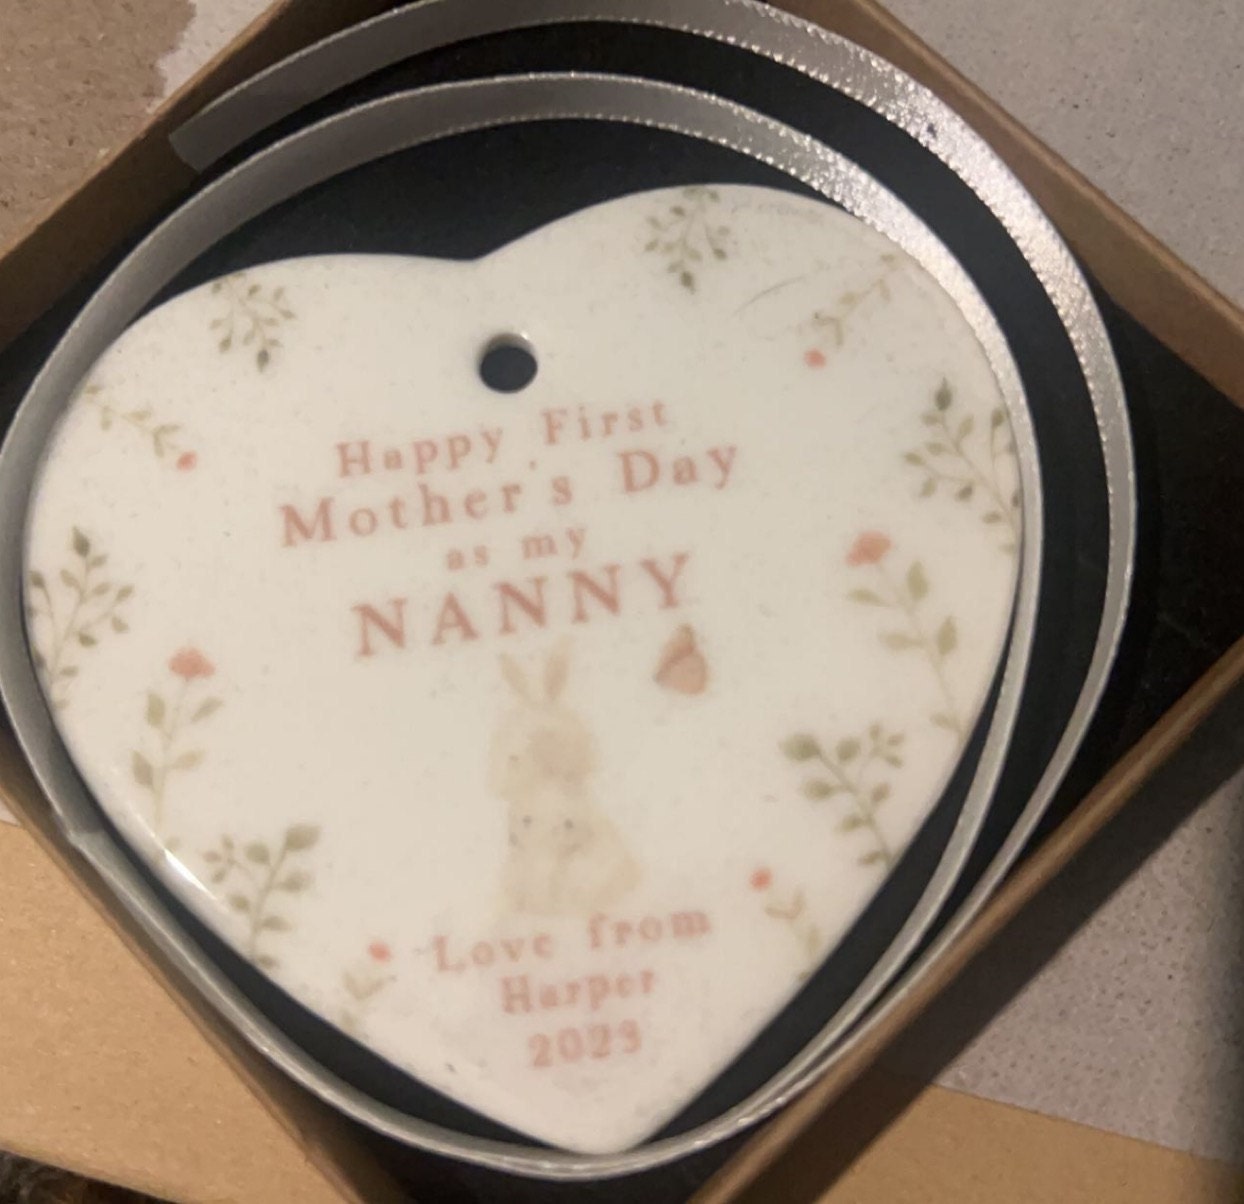 Happy First
Mother's Day
as my
NANNY
Love from
Harper
2023